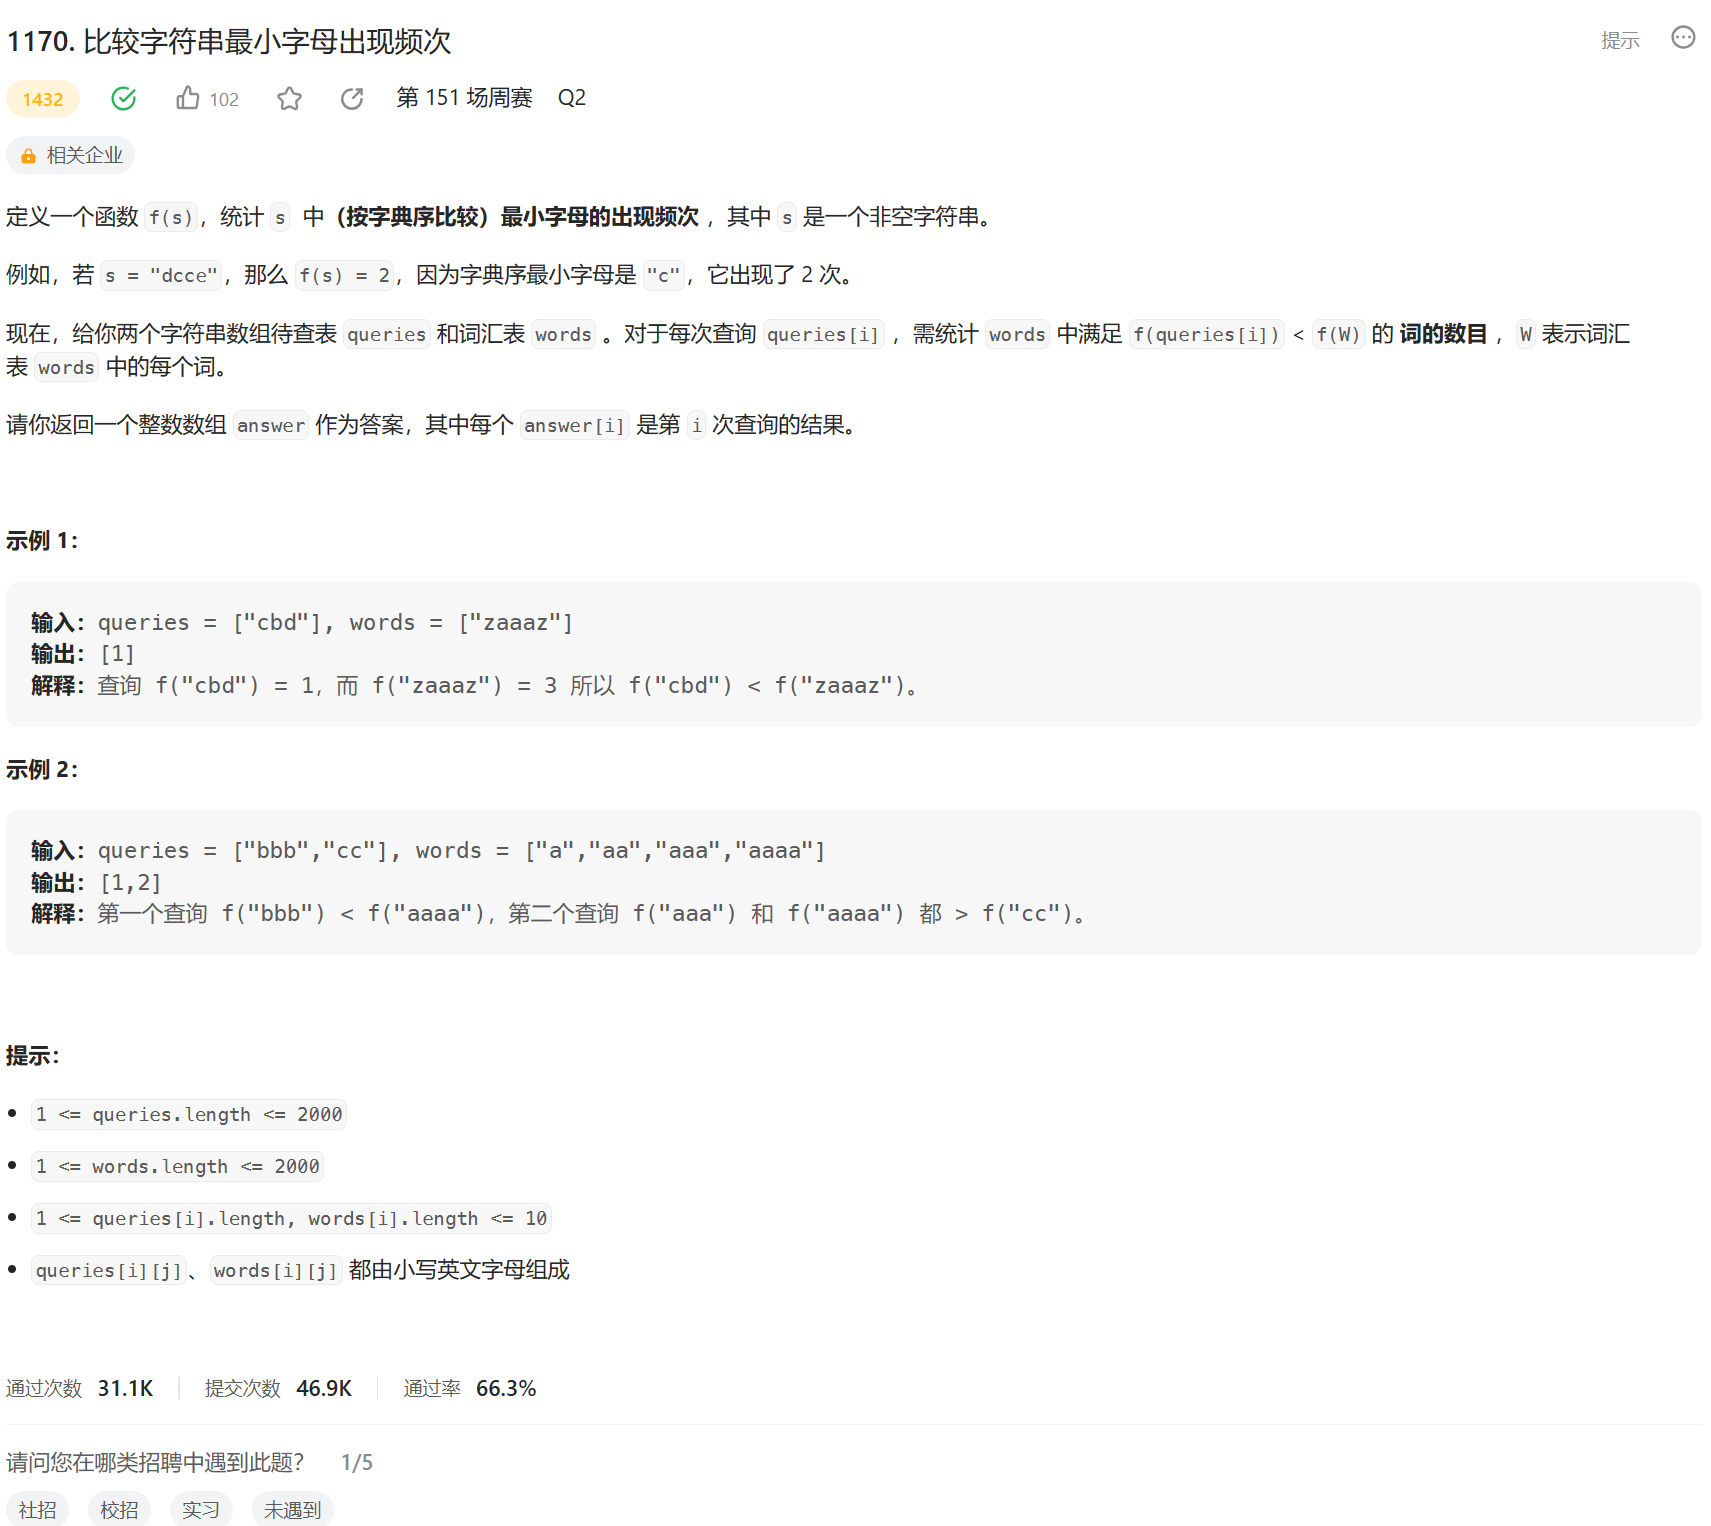 1170. 比较字符串最小字母出现频次
提示
1432 102 第 151 场周赛 Q2
相关企业
定义一个函数 f(s)，统计 s 中（按字典序比较）最小字母的出现频次 ，其中 s 是一个非空字符串。
例如，若 s = "dcce"，那么 f(s) = 2，因为字典序最小字母是 "c"，它出现了 2 次。
现在，给你两个字符串数组待查表 queries 和词汇表 words 。对于每次查询 queries[i] ，需统计 words 中满足 f(queries[i]) < f(W) 的 词的数目 ，W 表示词汇
表 words 中的每个词。
请你返回一个整数数组 answer 作为答案，其中每个 answer[i] 是第 i 次查询的结果。
示例 1：
输入：queries = ["cbd"], words = ["zaaaz"]
输出：[1]
解释：查询 f("cbd") = 1，而 f("zaaaz") = 3 所以 f("cbd") < f("zaaaz")。
示例 2：
输入：queries = ["bbb","cc"], words = ["a","aa","aaa","aaaa"]
输出：[1,2]
解释：第一个查询 f("bbb") < f("aaaa")，第二个查询 f("aaa") 和 f("aaaa") 都 > f("cc")。
提示：
1 <= queries.length <= 2000
1 <= words.length <= 2000
1 <= queries[i].length, words[i].length <= 10
queries[i][j]、words[i][j] 都由小写英文字母组成
通过次数 31.1K 提交次数 46.9K 通过率 66.3%
请问您在哪类招聘中遇到此题？ 1/5
社招 校招 实习 未遇到